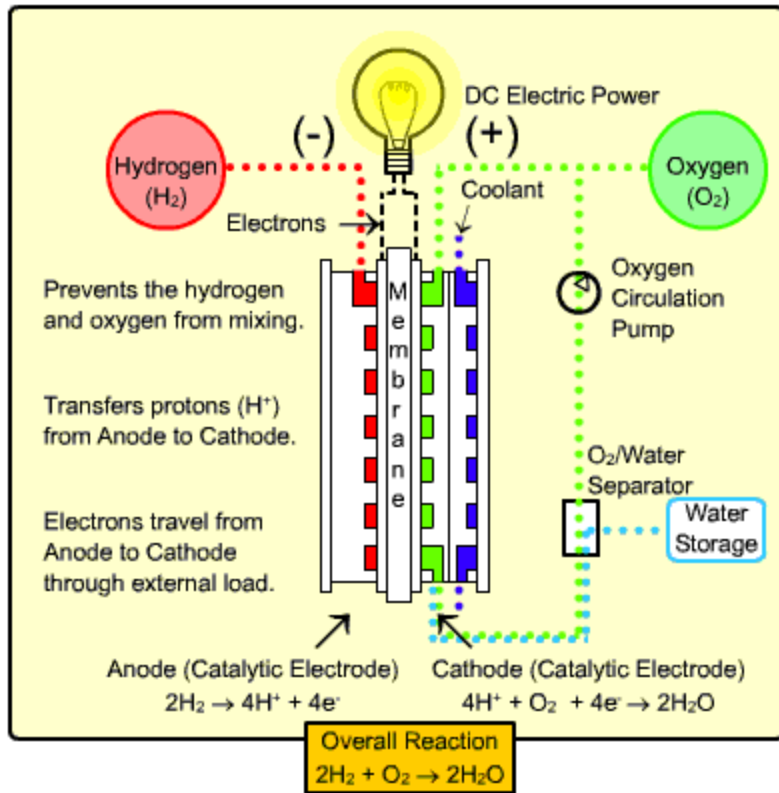 DC Electric Power
(-)
(+)
Hydrogen
(H₂)
Oxygen
(O₂)
Electrons
Coolant
Prevents the hydrogen
and oxygen from mixing.
Membrane
Oxygen
Circulation
Pump
Transfers protons (H⁺)
from Anode to Cathode.
O₂/Water
Separator
Water
Storage
Electrons travel from
Anode to Cathode
through external load.
Anode (Catalytic Electrode)
2H₂ → 4H⁺ + 4e⁻
Cathode (Catalytic Electrode)
4H⁺ + O₂ + 4e⁻ → 2H₂O
Overall Reaction
2H₂ + O₂ → 2H₂O